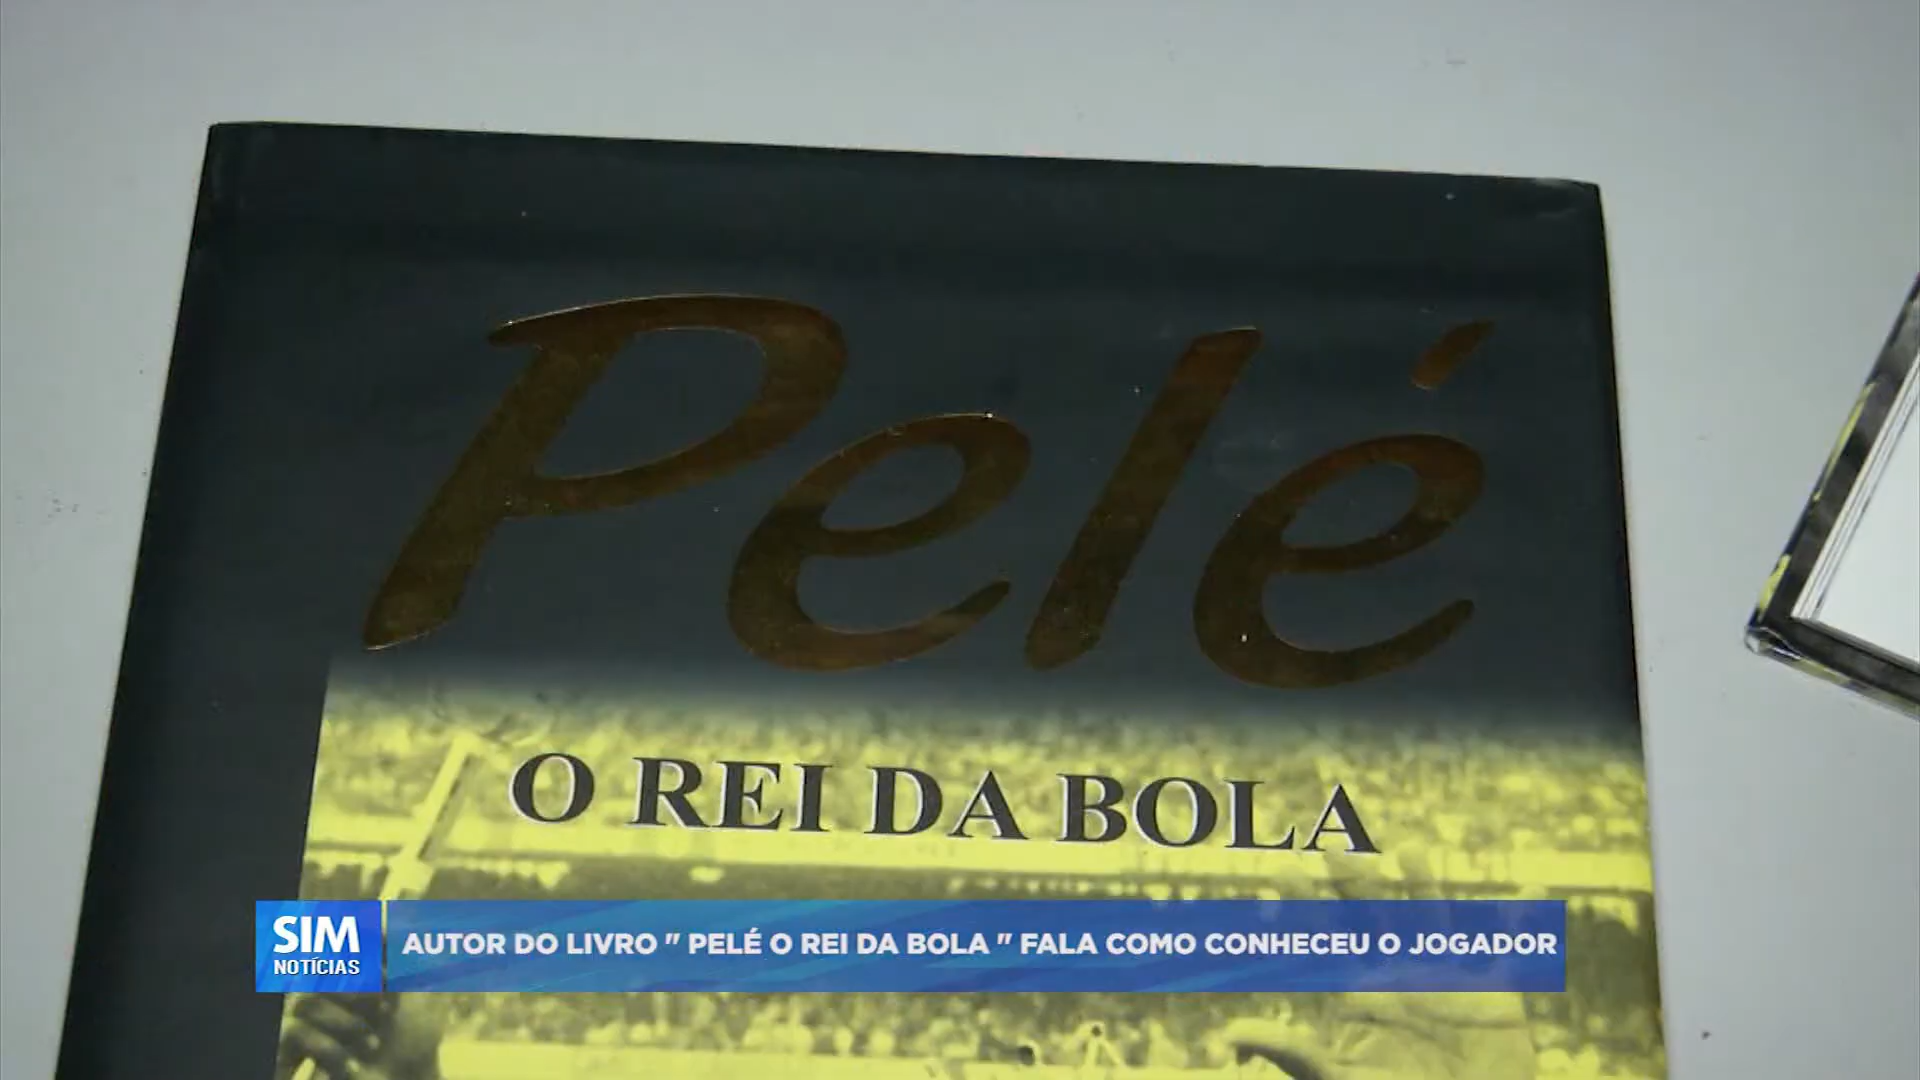 Pelé
O REI DA BOLA
SIM
NOTÍCIAS
AUTOR DO LIVRO " PELÉ O REI DA BOLA " FALA COMO CONHECEU O JOGADOR